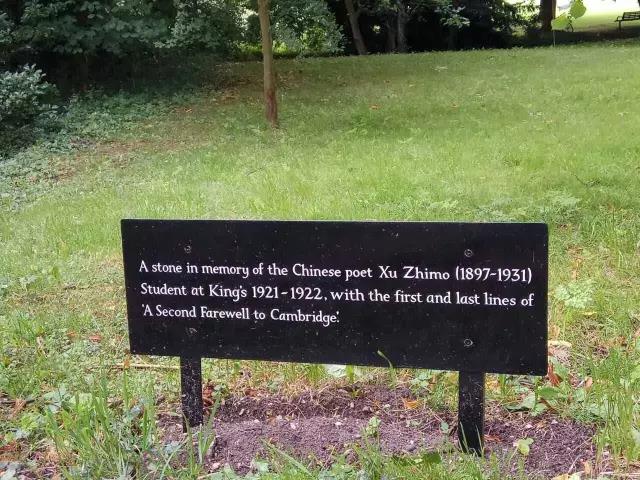 A stone in memory of the Chinese poet Xu Zhimo (1897-1931)
Student at King's 1921-1922, with the first and last lines of
'A Second Farewell to Cambridge'.